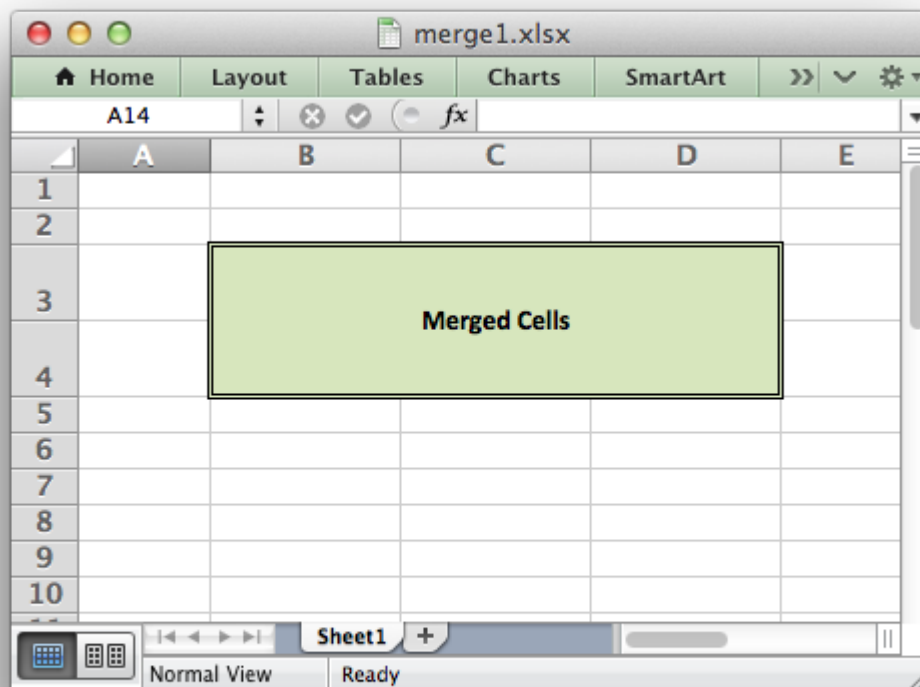 merge1.xlsx
Home Layout Tables Charts SmartArt
A14 fx
A B C D E
1
2
3
Merged Cells
4
5
6
7
8
9
10
Sheet1 +
Normal View Ready